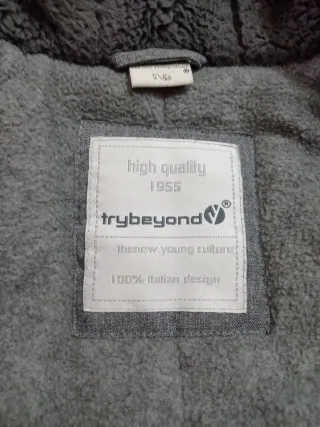 high quality
1955
trybeyond®
thenew.young culture
100% italian design